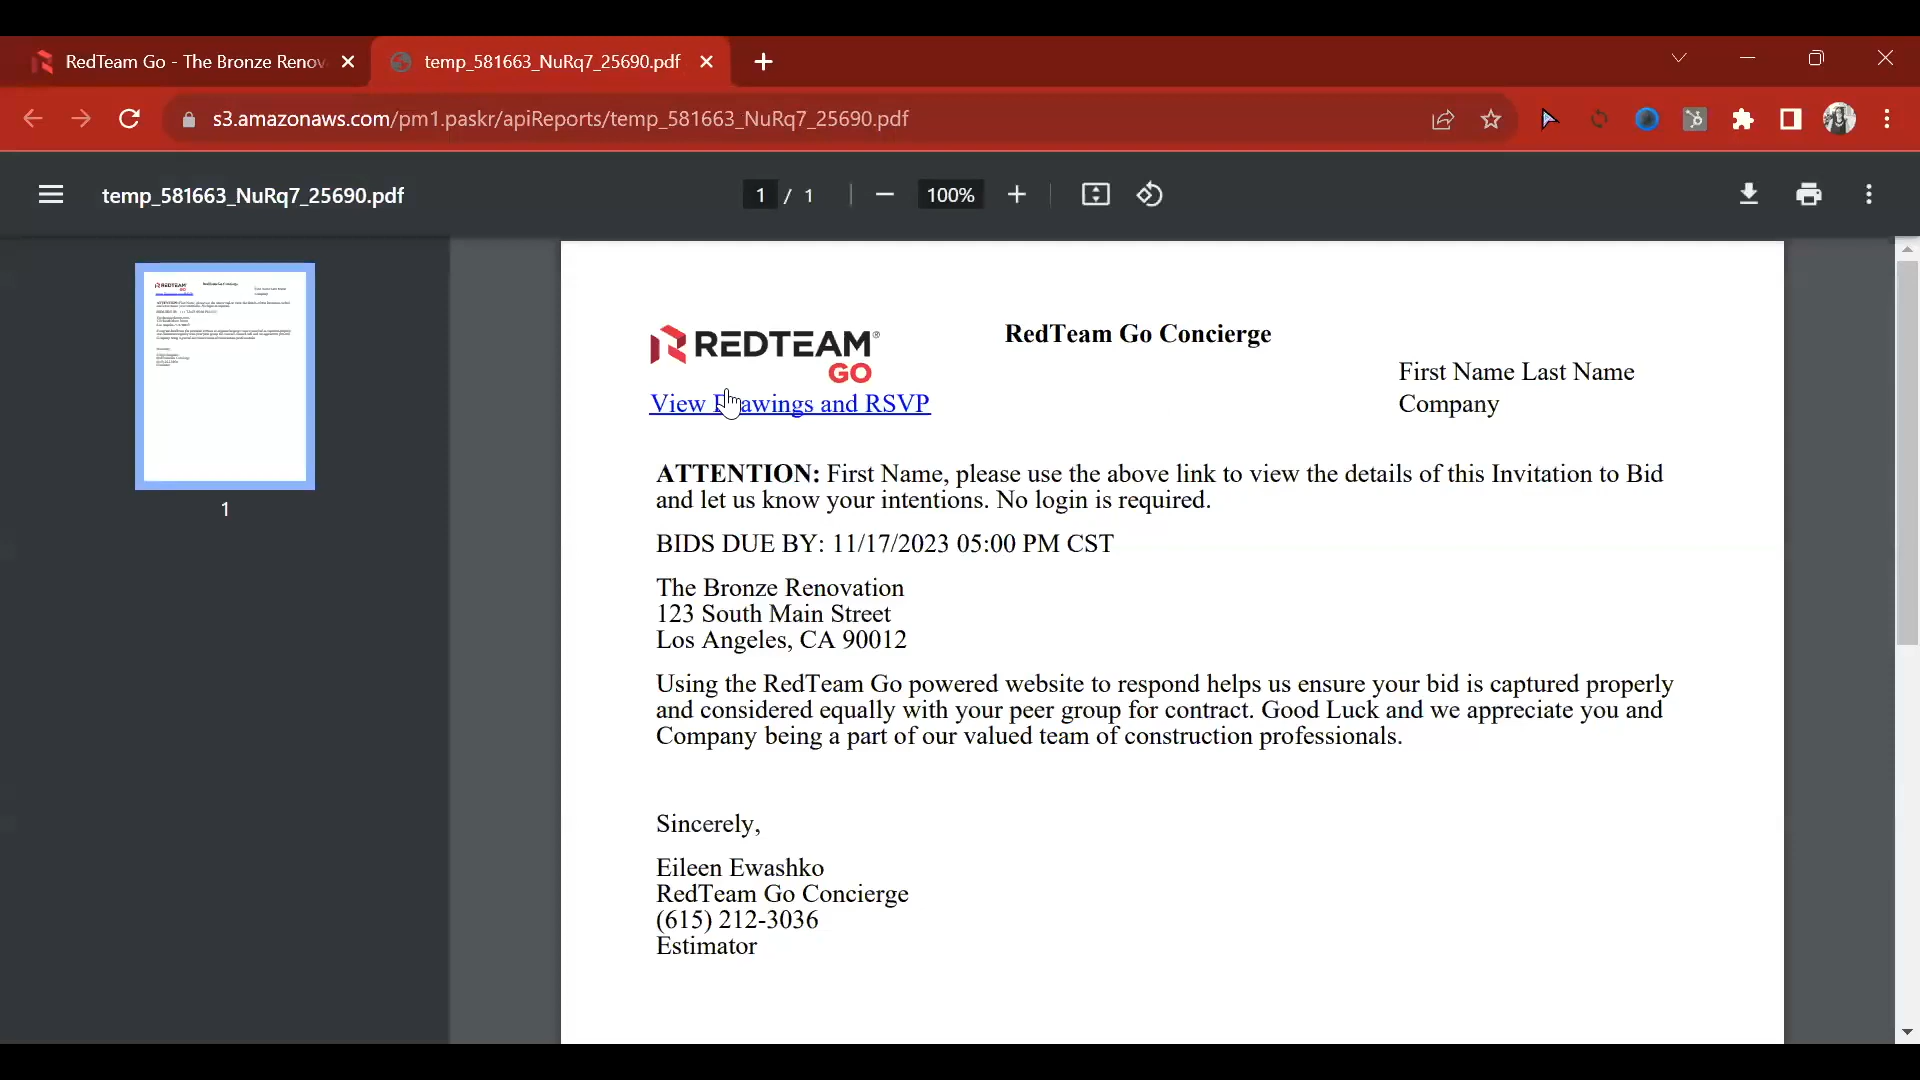 RedTeam Go - The Bronze Renov
temp_581663_NuRq7_25690.pdf
s3.amazonaws.com/pm1.paskr/apiReports/temp_581663_NuRq7_25690.pdf
temp_581663_NuRq7_25690.pdf
1 / 1
100%
REDTEAM®
GO
RedTeam Go Concierge
First Name Last Name
View Drawings and RSVP
Company
ATTENTION: First Name, please use the above link to view the details of this Invitation to Bid
and let us know your intentions. No login is required.
1
BIDS DUE BY: 11/17/2023 05:00 PM CST
The Bronze Renovation
123 South Main Street
Los Angeles, CA 90012
Using the RedTeam Go powered website to respond helps us ensure your bid is captured properly
and considered equally with your peer group for contract. Good Luck and we appreciate you and
Company being a part of our valued team of construction professionals.
Sincerely,
Eileen Ewashko
RedTeam Go Concierge
(615) 212-3036
Estimator